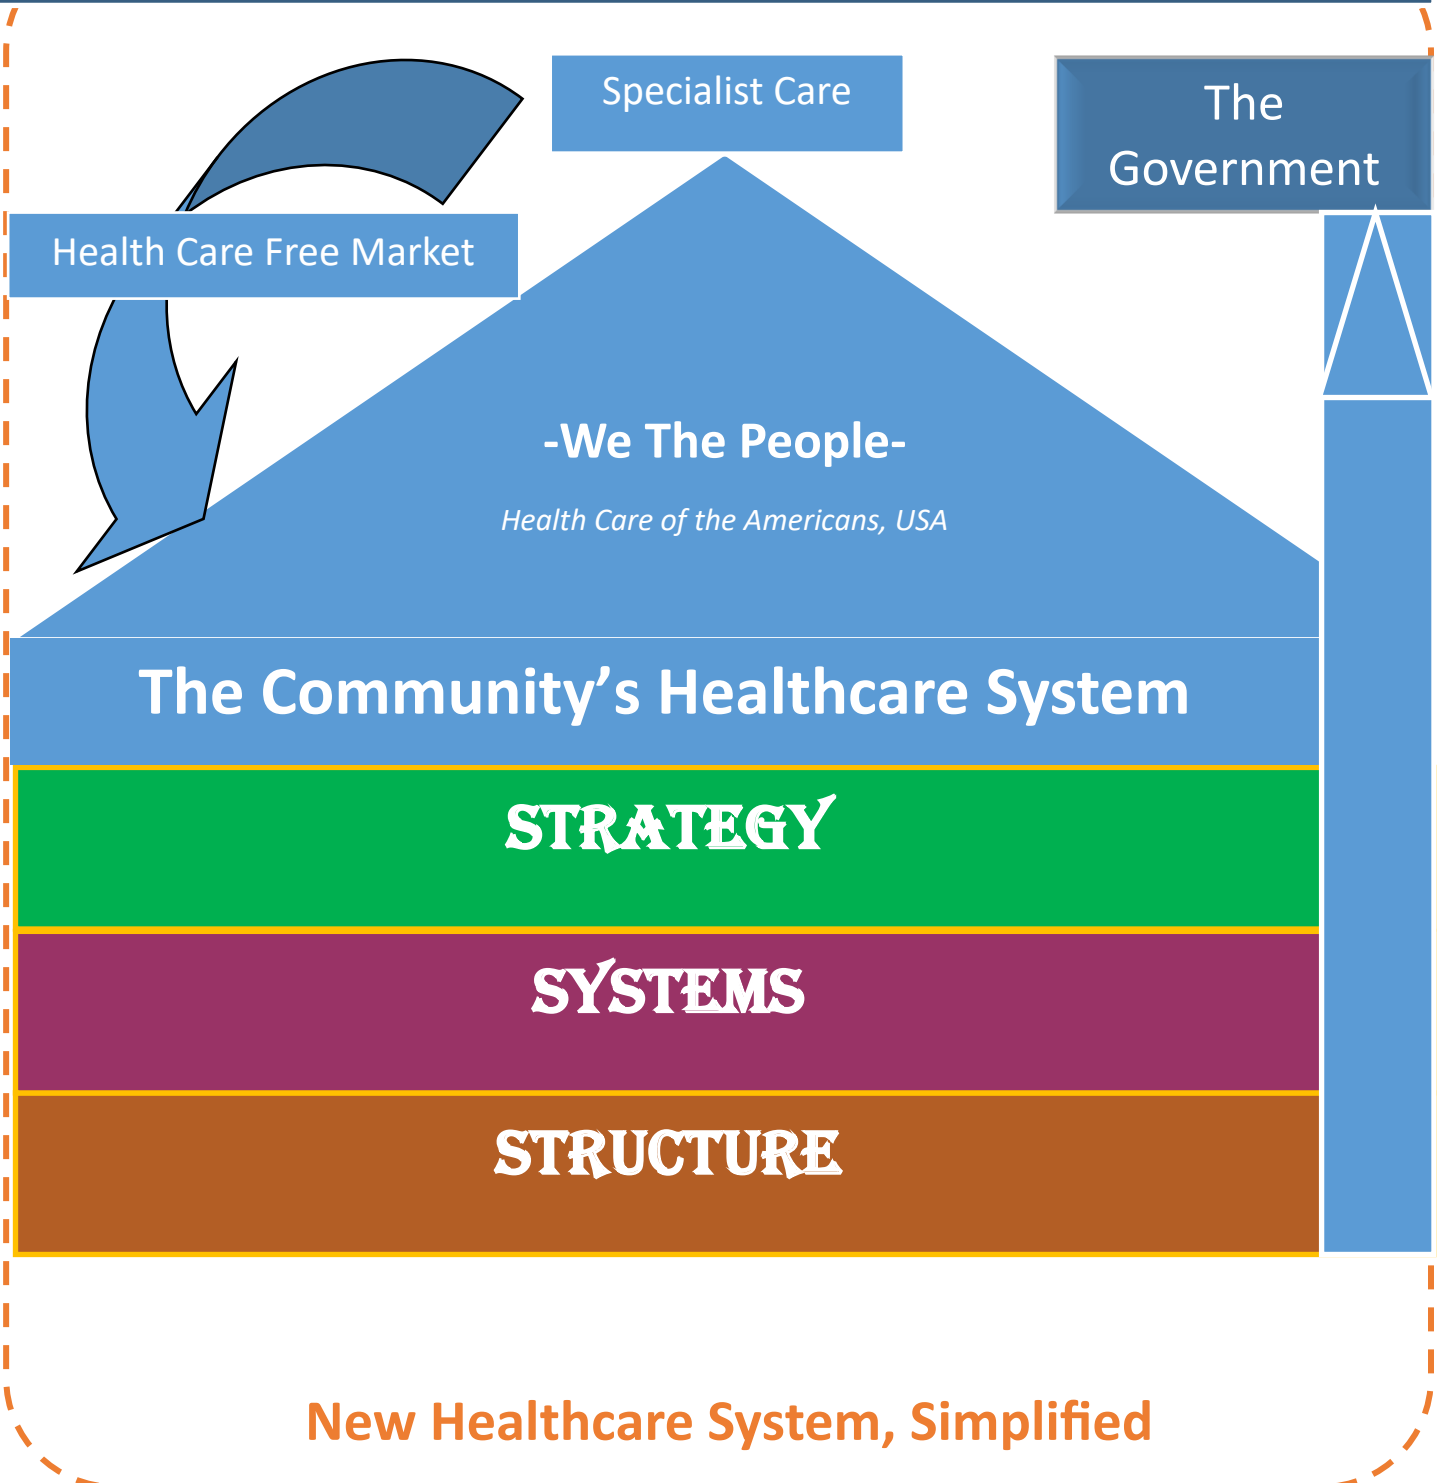 Specialist Care
The
Government
Health Care Free Market
-We The People-
Health Care of the Americans, USA
The Community’s Healthcare System
STRATEGY
SYSTEMS
STRUCTURE
New Healthcare System, Simplified